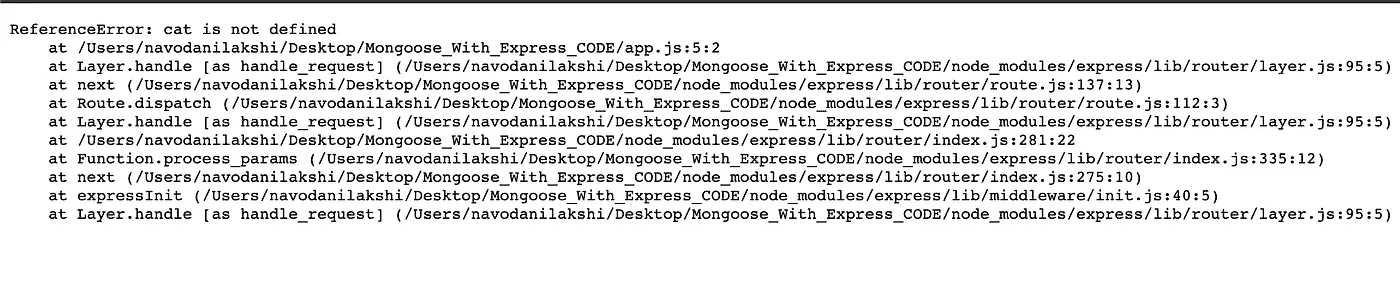 ReferenceError: cat is not defined
at /Users/navodanilakshi/Desktop/Mongoose_With_Express_CODE/app.js:5:2
at Layer.handle [as handle_request] (/Users/navodanilakshi/Desktop/Mongoose_With_Express_CODE/node_modules/express/lib/router/layer.js:95:5)
at next (/Users/navodanilakshi/Desktop/Mongoose_With_Express_CODE/node_modules/express/lib/router/route.js:137:13)
at Route.dispatch (/Users/navodanilakshi/Desktop/Mongoose_With_Express_CODE/node_modules/express/lib/router/route.js:112:3)
at Layer.handle [as handle_request] (/Users/navodanilakshi/Desktop/Mongoose_With_Express_CODE/node_modules/express/lib/router/layer.js:95:5)
at /Users/navodanilakshi/Desktop/Mongoose_With_Express_CODE/node_modules/express/lib/router/index.js:281:22
at Function.process_params (/Users/navodanilakshi/Desktop/Mongoose_With_Express_CODE/node_modules/express/lib/router/index.js:335:12)
at next (/Users/navodanilakshi/Desktop/Mongoose_With_Express_CODE/node_modules/express/lib/router/index.js:275:10)
at expressInit (/Users/navodanilakshi/Desktop/Mongoose_With_Express_CODE/node_modules/express/lib/middleware/init.js:40:5)
at Layer.handle [as handle_request] (/Users/navodanilakshi/Desktop/Mongoose_With_Express_CODE/node_modules/express/lib/router/layer.js:95:5)